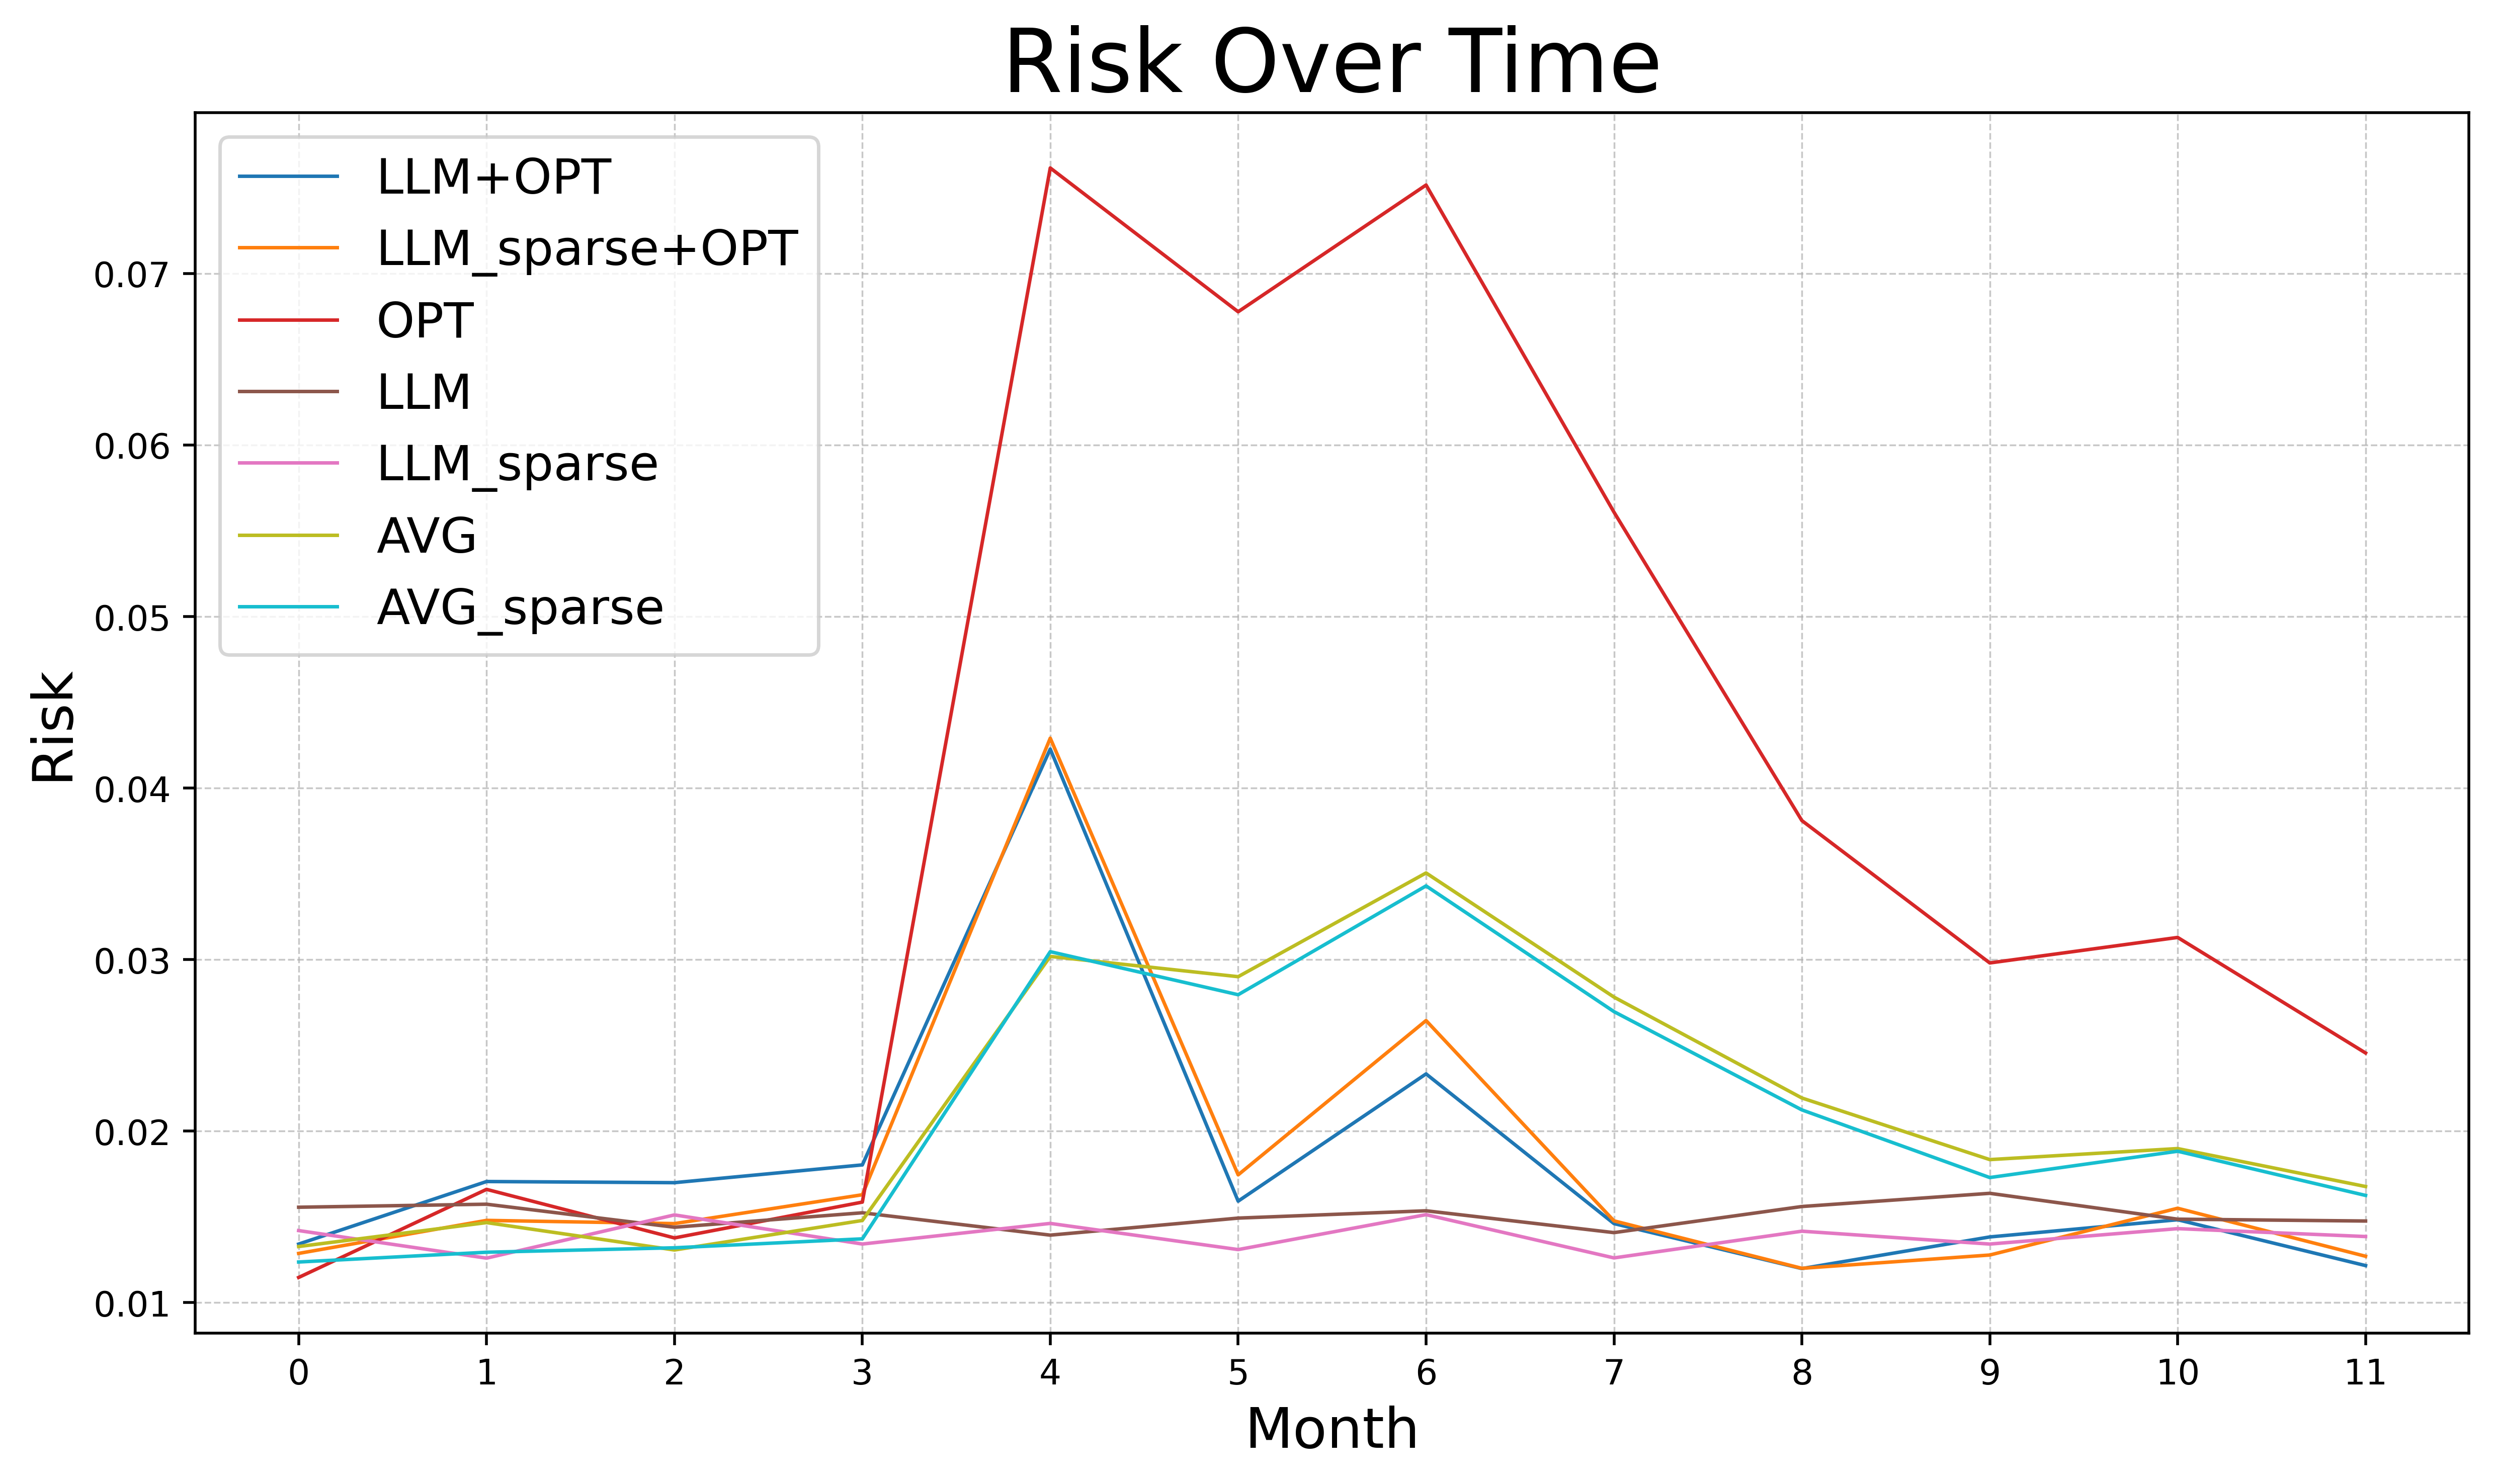 Risk Over Time
LLM+OPT
LLM_sparse+OPT
OPT
LLM
LLM_sparse
AVG
AVG_sparse
0.07
0.06
0.05
0.04
0.03
0.02
0.01
Risk
0 1 2 3 4 5 6 7 8 9 10 11
Month